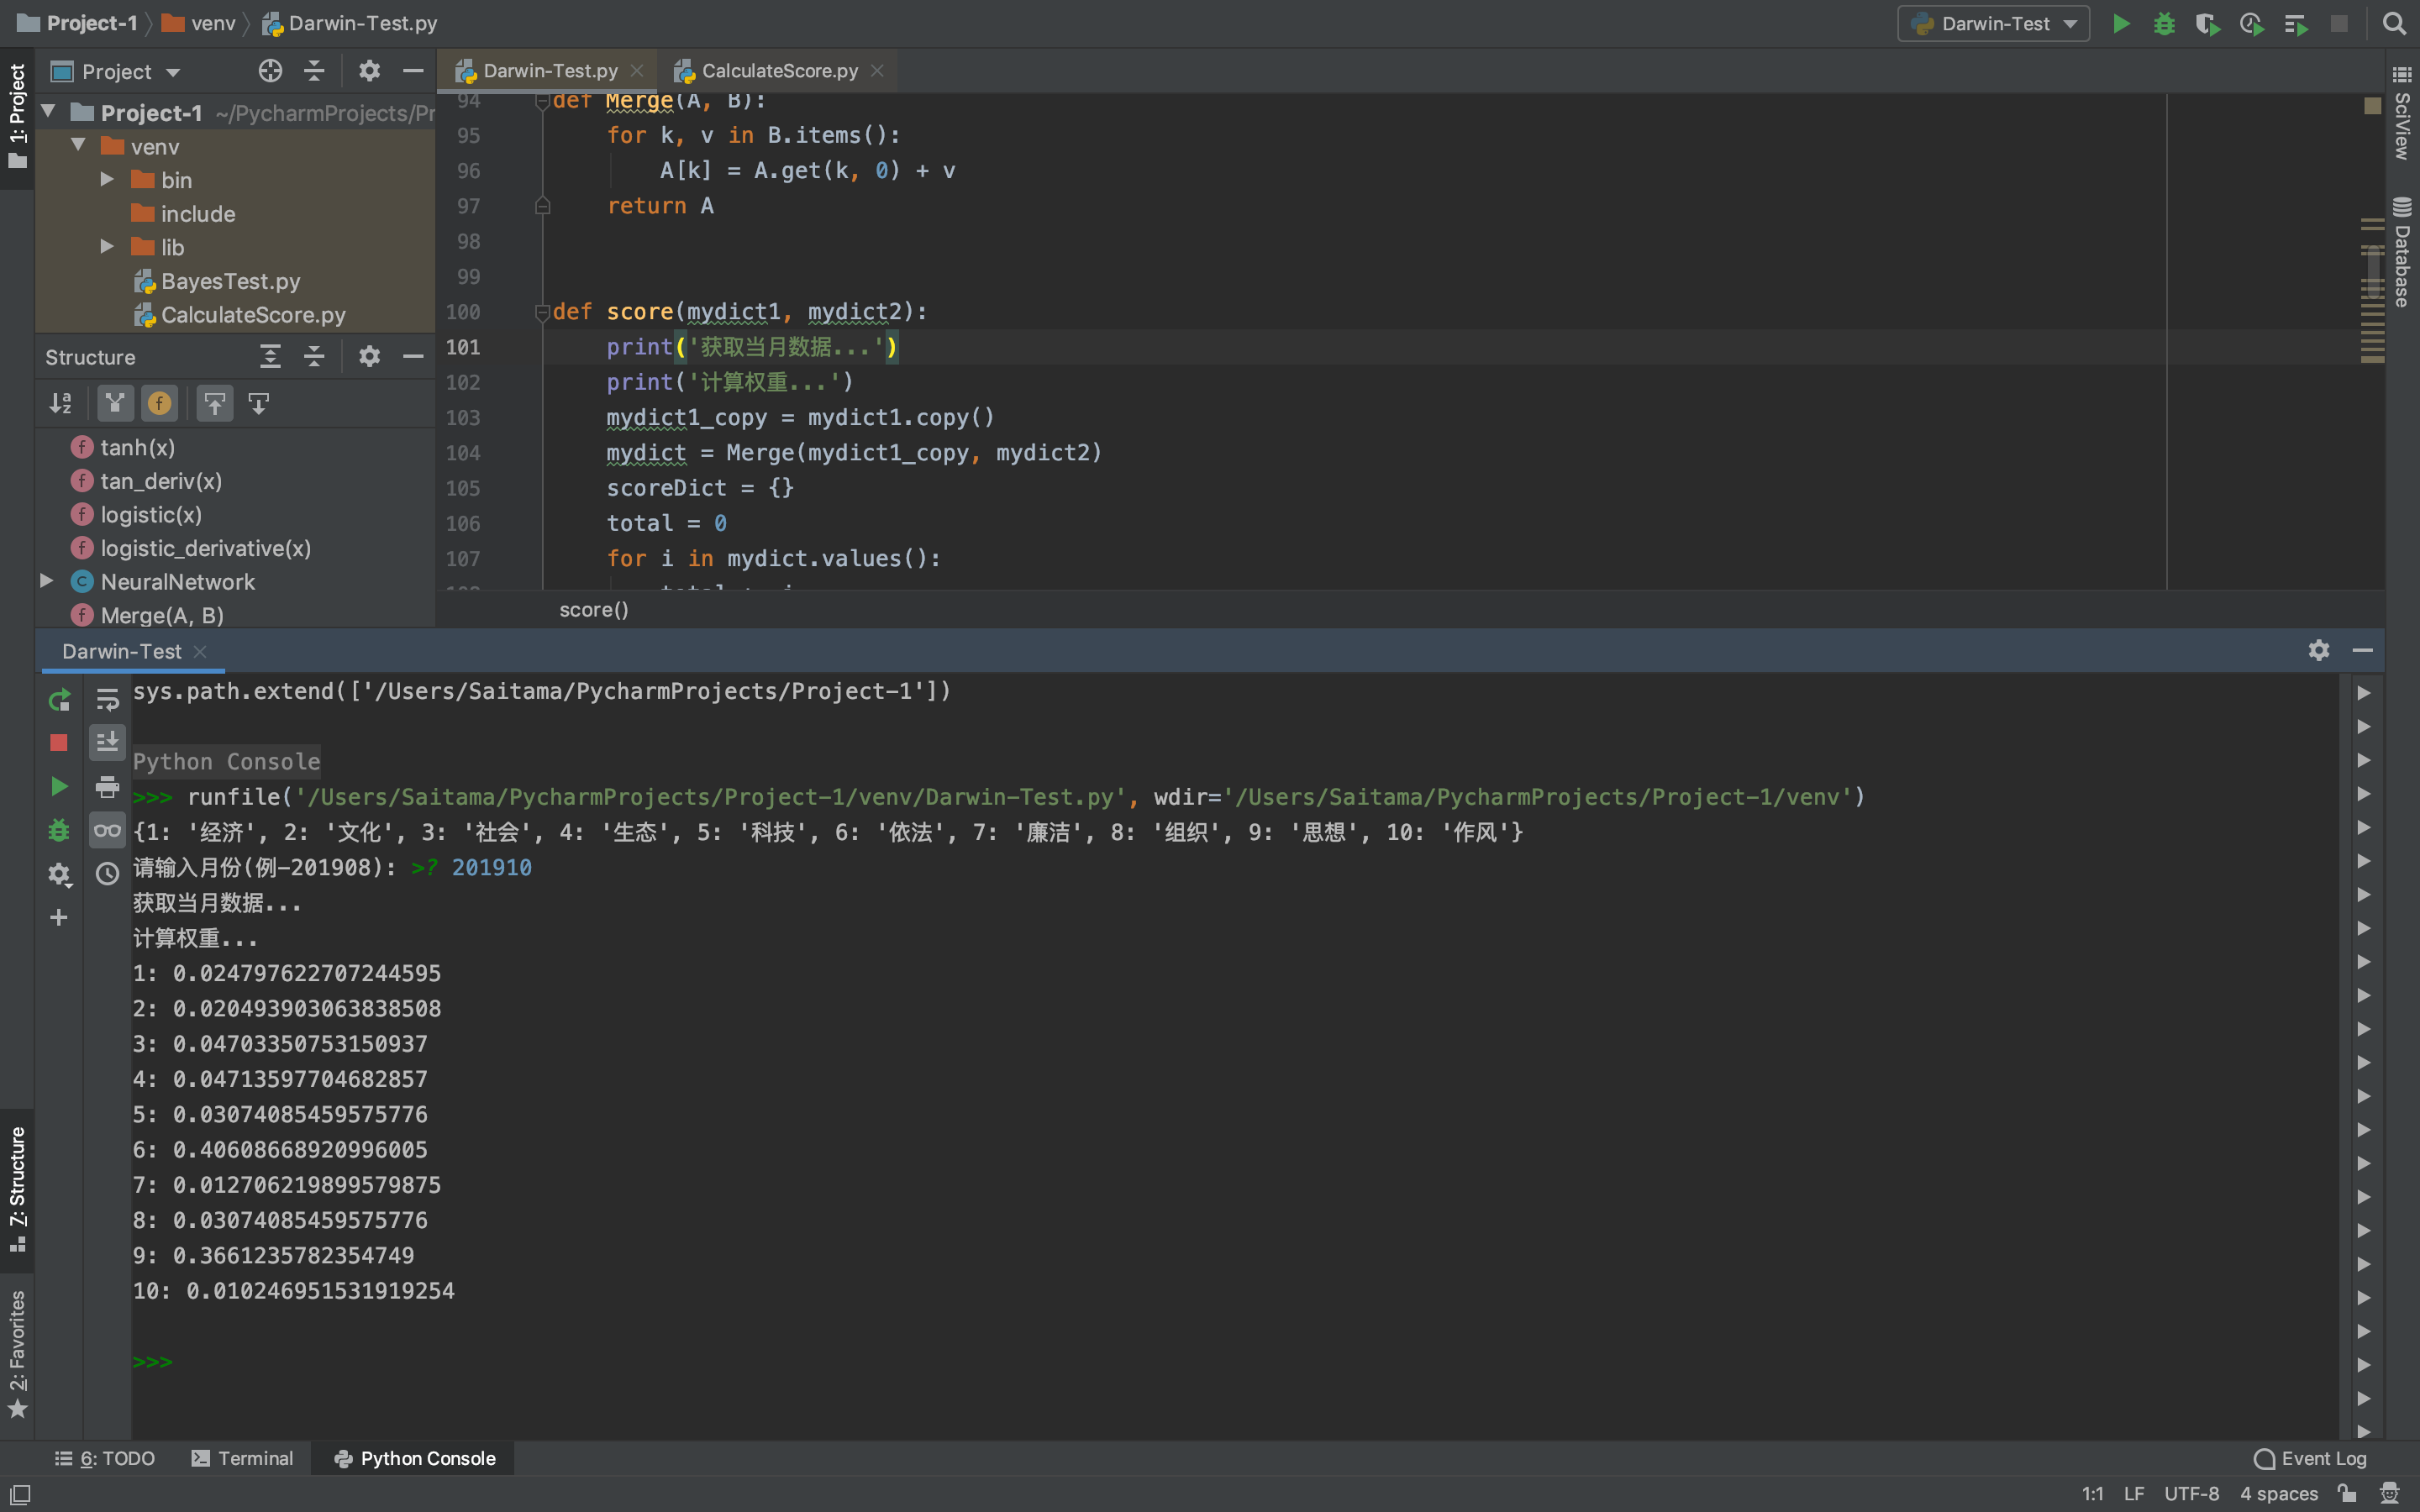 Project-1 venv Darwin-Test.py
Darwin-Test
1: Project
Project
Project-1 ~/PycharmProjects/Pr
venv
bin
include
lib
BayesTest.py
CalculateScore.py
Structure
tanh(x)
tan_deriv(x)
logistic(x)
logistic_derivative(x)
NeuralNetwork
Merge(A, B)
Darwin-Test.py CalculateScore.py
94 def Merge(A, B):
95 for k, v in B.items():
96 A[k] = A.get(k, 0) + v
97 return A
98
99
100 def score(mydict1, mydict2):
101 print('获取当月数据...')
102 print('计算权重...')
103 mydict1_copy = mydict1.copy()
104 mydict = Merge(mydict1_copy, mydict2)
105 scoreDict = {}
106 total = 0
107 for i in mydict.values():
score()
SciView
Database
Darwin-Test
sys.path.extend(['/Users/Saitama/PycharmProjects/Project-1'])
Python Console
>>> runfile('/Users/Saitama/PycharmProjects/Project-1/venv/Darwin-Test.py', wdir='/Users/Saitama/PycharmProjects/Project-1/venv')
{1: '经济', 2: '文化', 3: '社会', 4: '生态', 5: '科技', 6: '依法', 7: '廉洁', 8: '组织', 9: '思想', 10: '作风'}
请输入月份(例-201908): >? 201910
获取当月数据...
计算权重...
1: 0.024797622707244595
2: 0.020493903063838508
3: 0.04703350753150937
4: 0.04713597704682857
5: 0.03074085459575776
6: 0.40608668920996005
7: 0.012706219899579875
8: 0.03074085459575776
9: 0.3661235782354749
10: 0.010246951531919254
>>>
7: Structure
2: Favorites
6: TODO Terminal Python Console Event Log
1:1 LF UTF-8 4 spaces